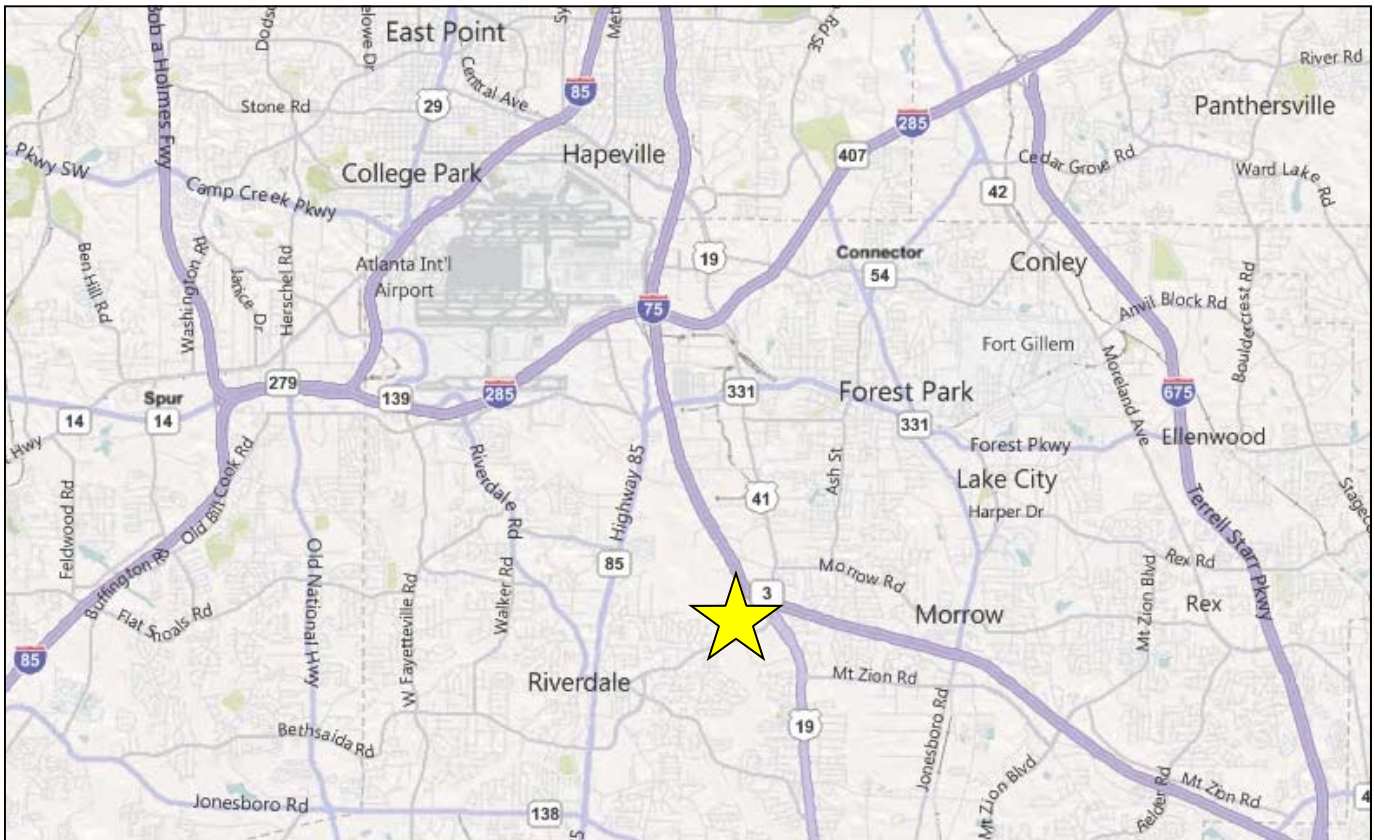 Bob a Holmes Fwy
East Point
River Rd
Rd SE
85
Central Ave
29
Stone Rd
Panthersville
285
Hapeville
407
Cedar Grove Rd
Pkwy SW
College Park
Ward Lake Rd
Camp Creek Pkwy
42
Ben Hill Rd
Washington Rd
Janice Dr
Herschel Rd
Atlanta Int'l
Airport
19
Connector
54
Conley
75
Anvil Block Rd
Bouldercrest Rd
Fort Gillem
Moreland Ave
279
139
285
331
Forest Park
675
Spur
14
14
Hwy
331
Forest Pkwy
Ellenwood
Feldwood Rd
Old Bill Cook Rd
Riverdale Rd
Highway 85
41
Ash St
Lake City
Harper Dr
Terrell Starr Pkwy
Buffington Rd
Flat Shoals Rd
Old National Hwy
W Fayetteville Rd
Walker Rd
85
3
Morrow Rd
Morrow
Rex Rd
Mt Zion Blvd
Rex
85
Riverdale
Mt Zion Rd
19
Jonesboro Rd
Bethsaida Rd
Mt Zion Blvd
Mt Zion Rd
Jonesboro Rd
138